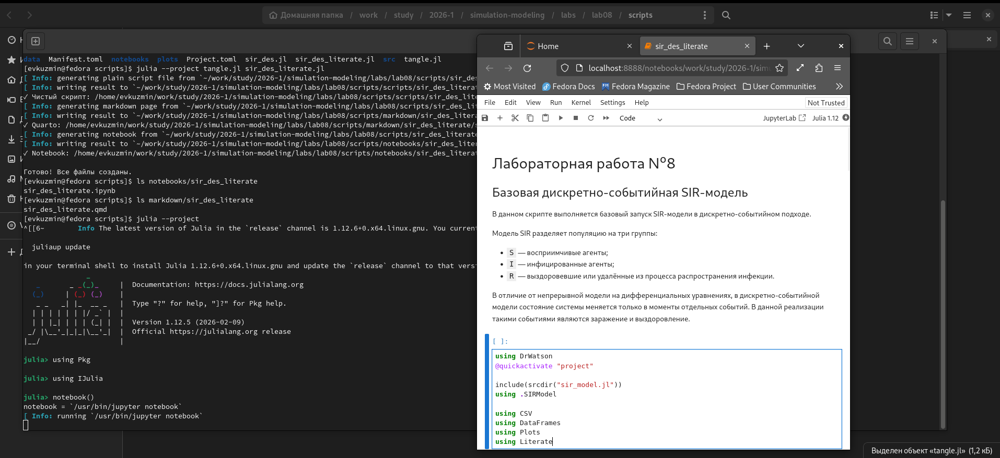 Домашняя папка / work / study / 2026-1 / simulation-modeling / labs / lab08 / scripts
data Manifest.toml notebooks plots Project.toml sir_des.jl sir_des_literate.jl src tangle.jl
[evkuzmin@fedora scripts]$ julia --project tangle.jl sir_des_literate.jl
[ Info: generating plain script file from `~/work/study/2026-1/simulation-modeling/labs/lab08/scripts/sir_des
[ Info: writing result to `~/work/study/2026-1/simulation-modeling/labs/lab08/scripts/scripts/sir_des_literat
✓ Чистый скрипт: /home/evkuzmin/work/study/2026-1/simulation-modeling/labs/lab08/scripts/scripts/sir_des_lite
[ Info: generating markdown page from `~/work/study/2026-1/simulation-modeling/labs/lab08/scripts/sir_des_lit
[ Info: writing result to `~/work/study/2026-1/simulation-modeling/labs/lab08/scripts/markdown/sir_des_litera
✓ Quarto: /home/evkuzmin/work/study/2026-1/simulation-modeling/labs/lab08/scripts/markdown/sir_des_literate/s
[ Info: generating notebook from `~/work/study/2026-1/simulation-modeling/labs/lab08/scripts/sir_des_literate
[ Info: writing result to `~/work/study/2026-1/simulation-modeling/labs/lab08/scripts/notebooks/sir_des_liter
✓ Notebook: /home/evkuzmin/work/study/2026-1/simulation-modeling/labs/lab08/scripts/notebooks/sir_des_literat
Готово! Все файлы созданы.
[evkuzmin@fedora scripts]$ ls notebooks/sir_des_literate
sir_des_literate.ipynb
[evkuzmin@fedora scripts]$ ls markdown/sir_des_literate
sir_des_literate.qmd
[evkuzmin@fedora scripts]$ julia --project
^[[6~ Info The latest version of Julia in the `release` channel is 1.12.6+0.x64.linux.gnu. You curren
juliaup update
in your terminal shell to install Julia 1.12.6+0.x64.linux.gnu and update the `release` channel to that vers
Documentation: https://docs.julialang.org
Type "?" for help, "]?" for Pkg help.
Version 1.12.5 (2026-02-09)
Official https://julialang.org release
julia> using Pkg
julia> using IJulia
julia> notebook()
notebook = `/usr/bin/jupyter notebook`
[ Info: running `/usr/bin/jupyter notebook`
Home
sir_des_literate
localhost:8888/notebooks/work/study/2026-1/sim
Most Visited Fedora Docs Fedora Magazine Fedora Project User Communities
File Edit View Run Kernel Settings Help Not Trusted
Code JupyterLab Julia 1.12
Лабораторная работа №8
Базовая дискретно-событийная SIR-модель
В данном скрипте выполняется базовый запуск SIR-модели в дискретно-событийном подходе.
Модель SIR разделяет популяцию на три группы:
• S — восприимчивые агенты;
• I — инфицированные агенты;
• R — выздоровевшие или удалённые из процесса распространения инфекции.
В отличие от непрерывной модели на дифференциальных уравнениях, в дискретно-событийной
модели состояние системы меняется только в моменты отдельных событий. В данной реализации
такими событиями являются заражение и выздоровление.
[ ]:
using DrWatson
@quickactivate "project"
include(srcdir("sir_model.jl"))
using .SIRModel
using CSV
using DataFrames
using Plots
using Literate
Выделен объект «tangle.jl» (1,2 кБ)